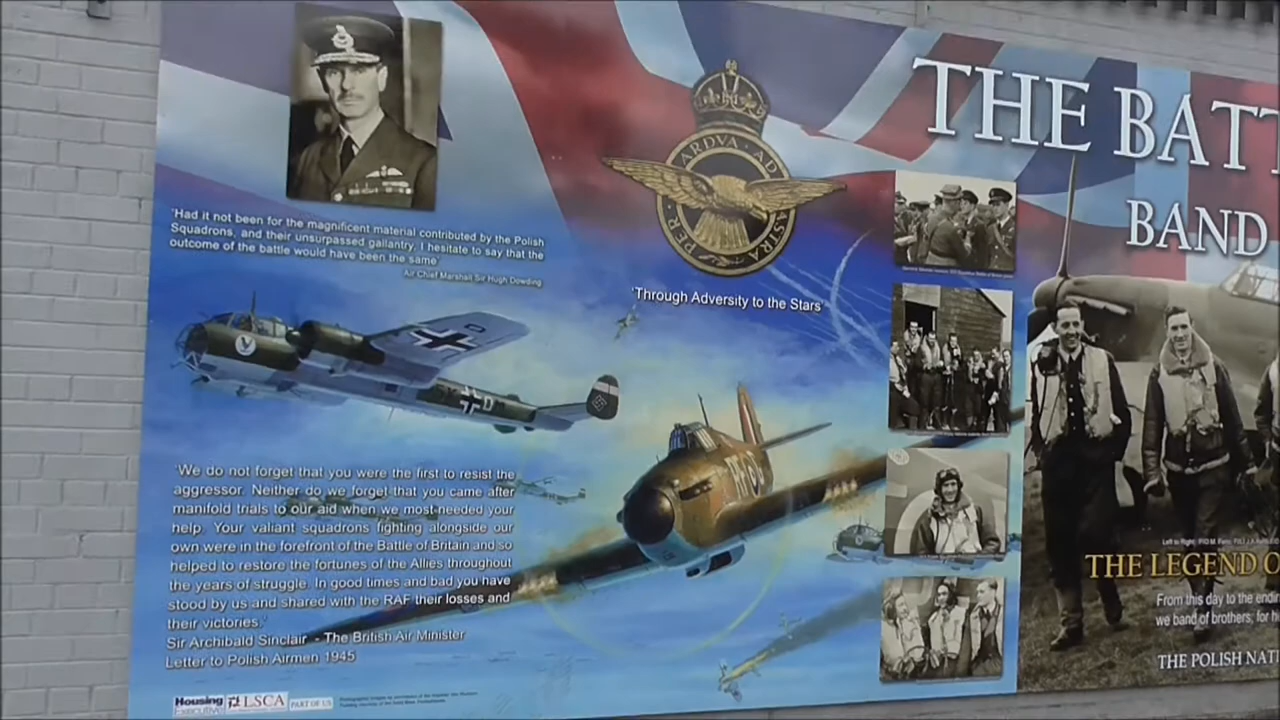 'Had it not been for the magnificent material contributed by the Polish
Squadrons, and their unsurpassed gallantry, I hesitate to say that the
outcome of the battle would have been the same'
Air Chief Marshall Sir Hugh Dowding
PER · ARDVA · AD ASTRA
'Through Adversity to the Stars'
THE BATT
BAND
'We do not forget that you were the first to resist the
aggressor. Neither do we forget that you came after
manifold trials to our aid when we most needed your
help. Your valiant squadrons fighting alongside our
own were in the forefront of the Battle of Britain and so
helped to restore the fortunes of the Allies throughout
the years of struggle. In good times and bad you have
stood by us and shared with the RAF their losses and
their victories.'
Sir Archibald Sinclair - The British Air Minister
Letter to Polish Airmen 1945
THE LEGEND O
From this day to the endin
we band of brothers; for h
THE POLISH NATI
Housing
Executive
LSCA
PART OF US